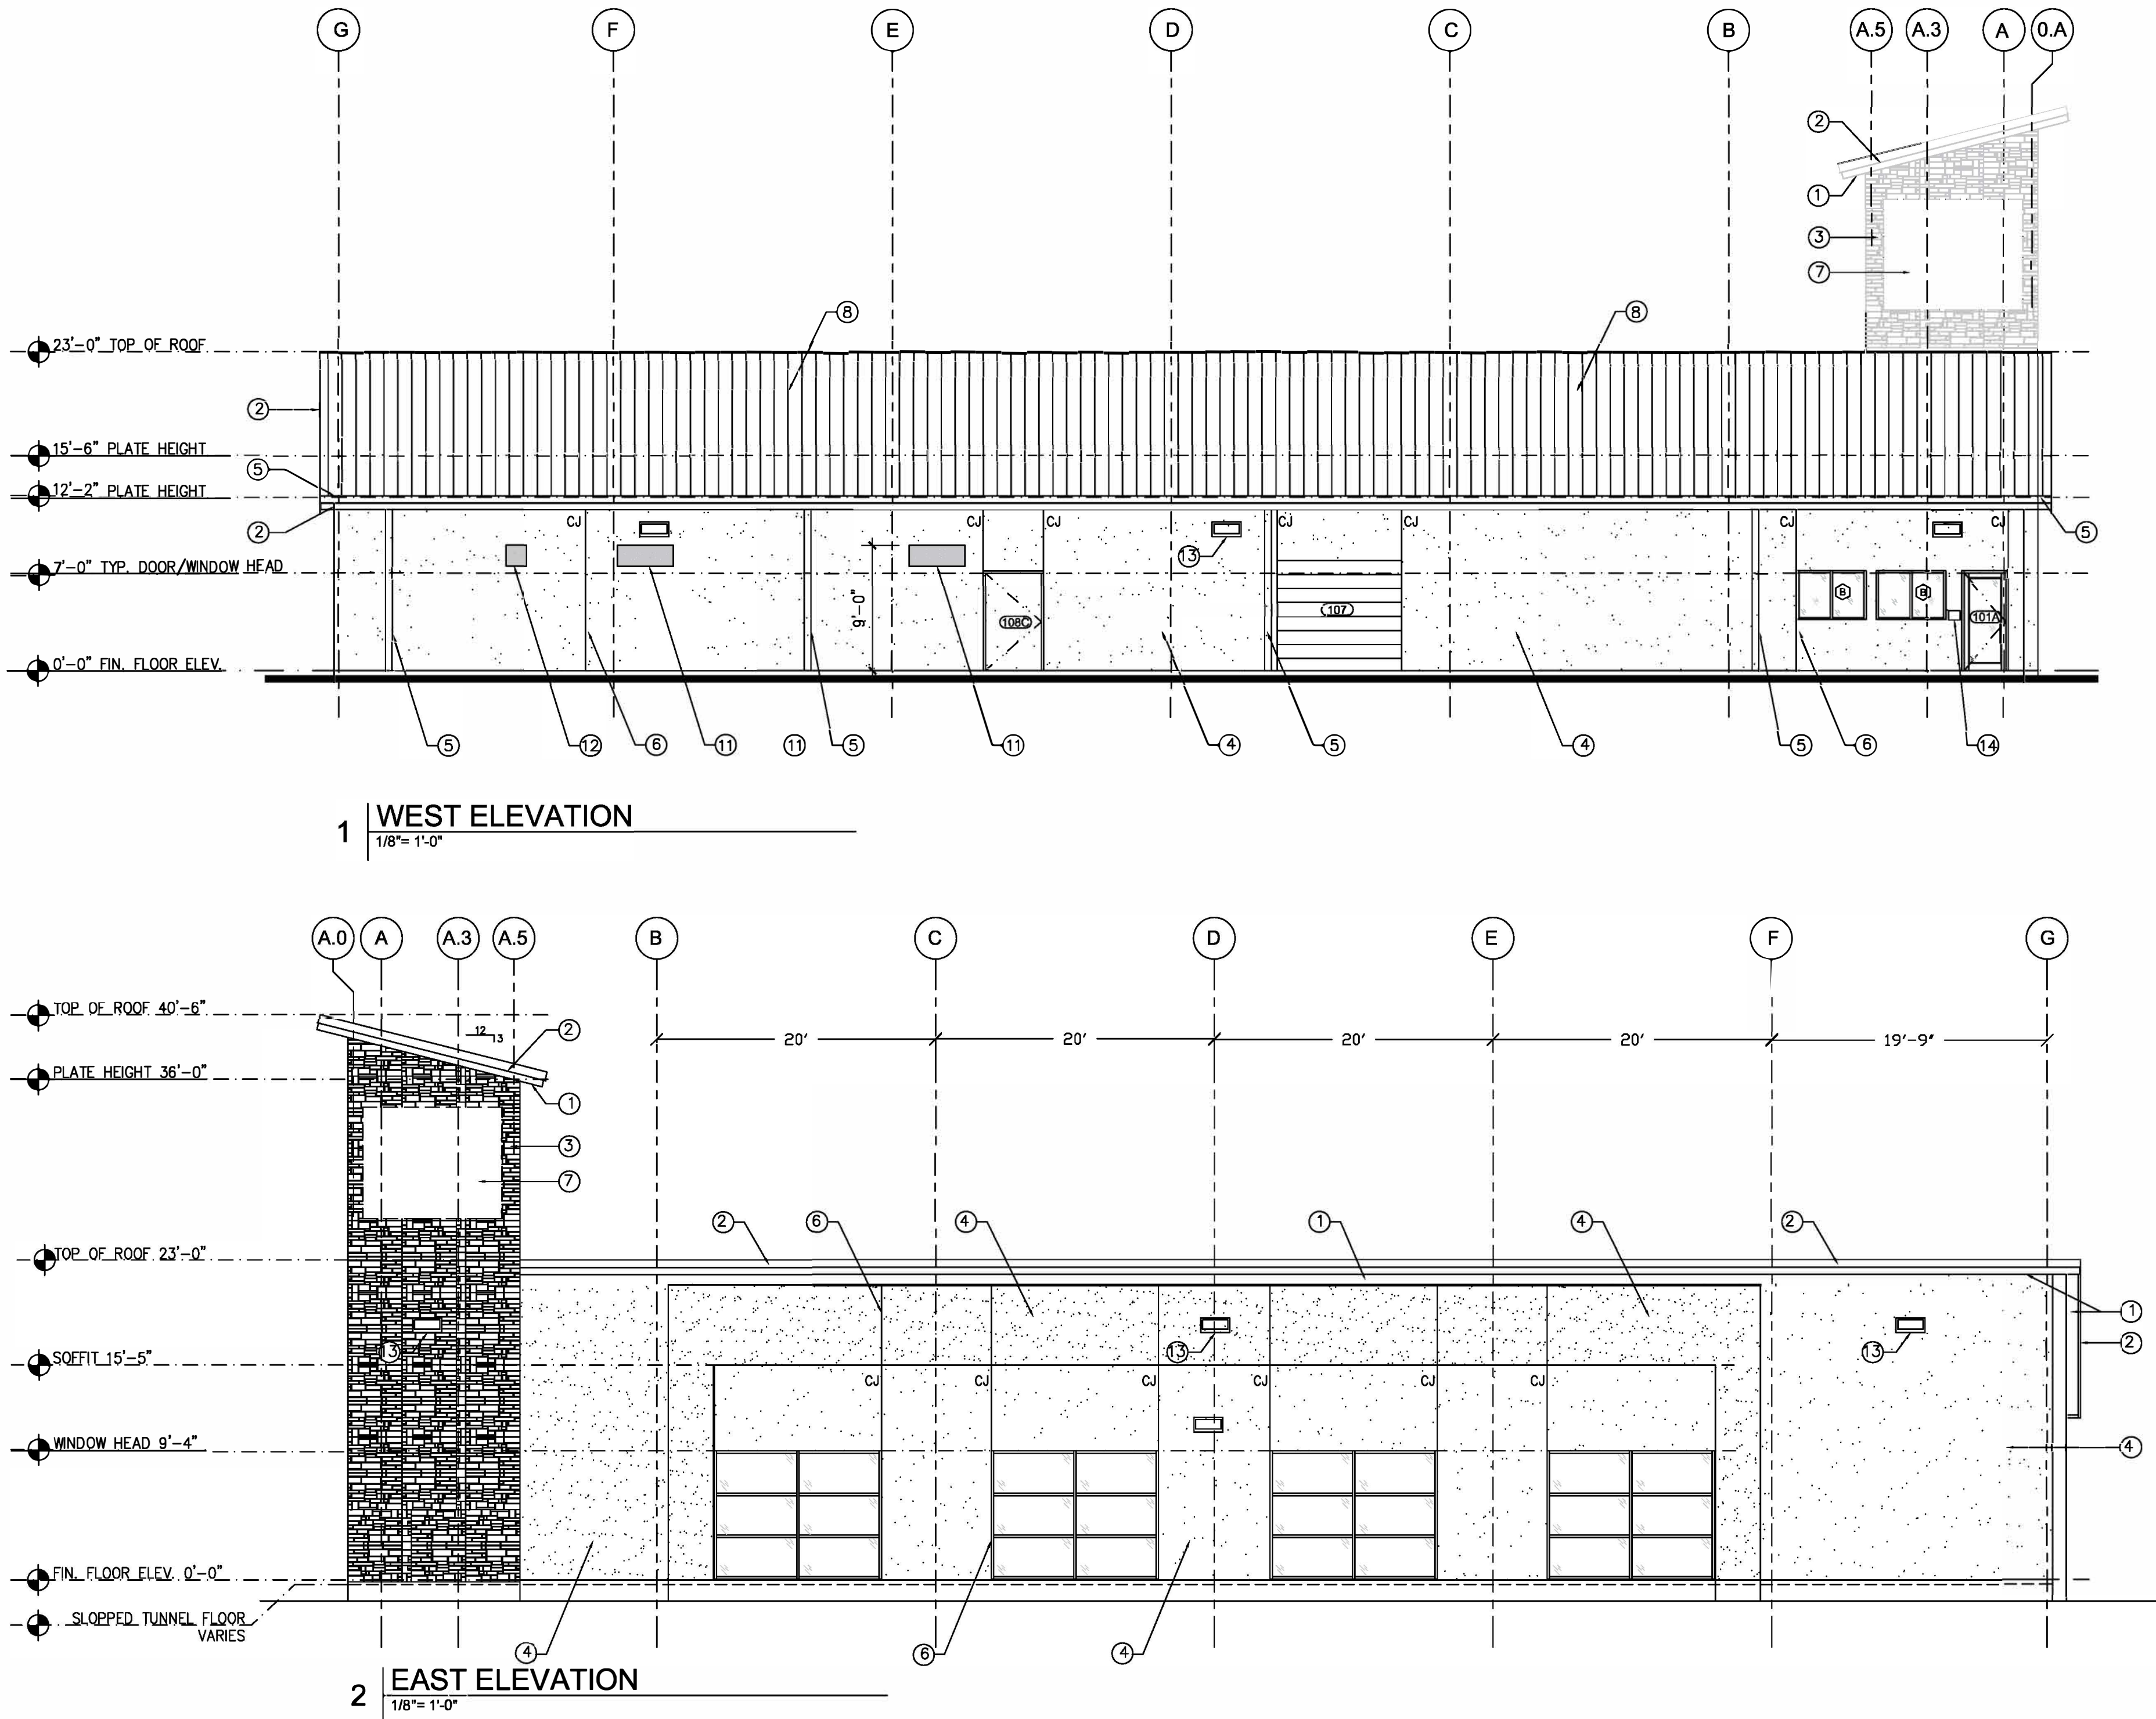 G F E D C B A.5 A.3 A 0.A
2
1
3
7
8 8
23'-0" TOP OF ROOF
2
15'-6" PLATE HEIGHT
5
12'-2" PLATE HEIGHT
2
CJ CJ CJ CJ CJ CJ CJ
5
13
7'-0" TYP. DOOR/WINDOW HEAD
9'-0"
B B
107
108C 101A
0'-0" FIN. FLOOR ELEV.
5 12 6 11 11 5 11 4 5 4 5 6 14
1 WEST ELEVATION
1/8"= 1'-0"
A.0 A A.3 A.5 B C D E F G
TOP OF ROOF 40'-6"
12
3
2
20' 20' 20' 20' 19'-9"
PLATE HEIGHT 36'-0"
1
3
7
2 6 4 1 4 2
TOP OF ROOF 23'-0"
1
13 13 13
2
SOFFIT 15'-5"
CJ CJ CJ CJ CJ CJ
WINDOW HEAD 9'-4"
4
FIN. FLOOR ELEV. 0'-0"
SLOPPED TUNNEL FLOOR
VARIES
4 6 4
2 EAST ELEVATION
1/8"= 1'-0"